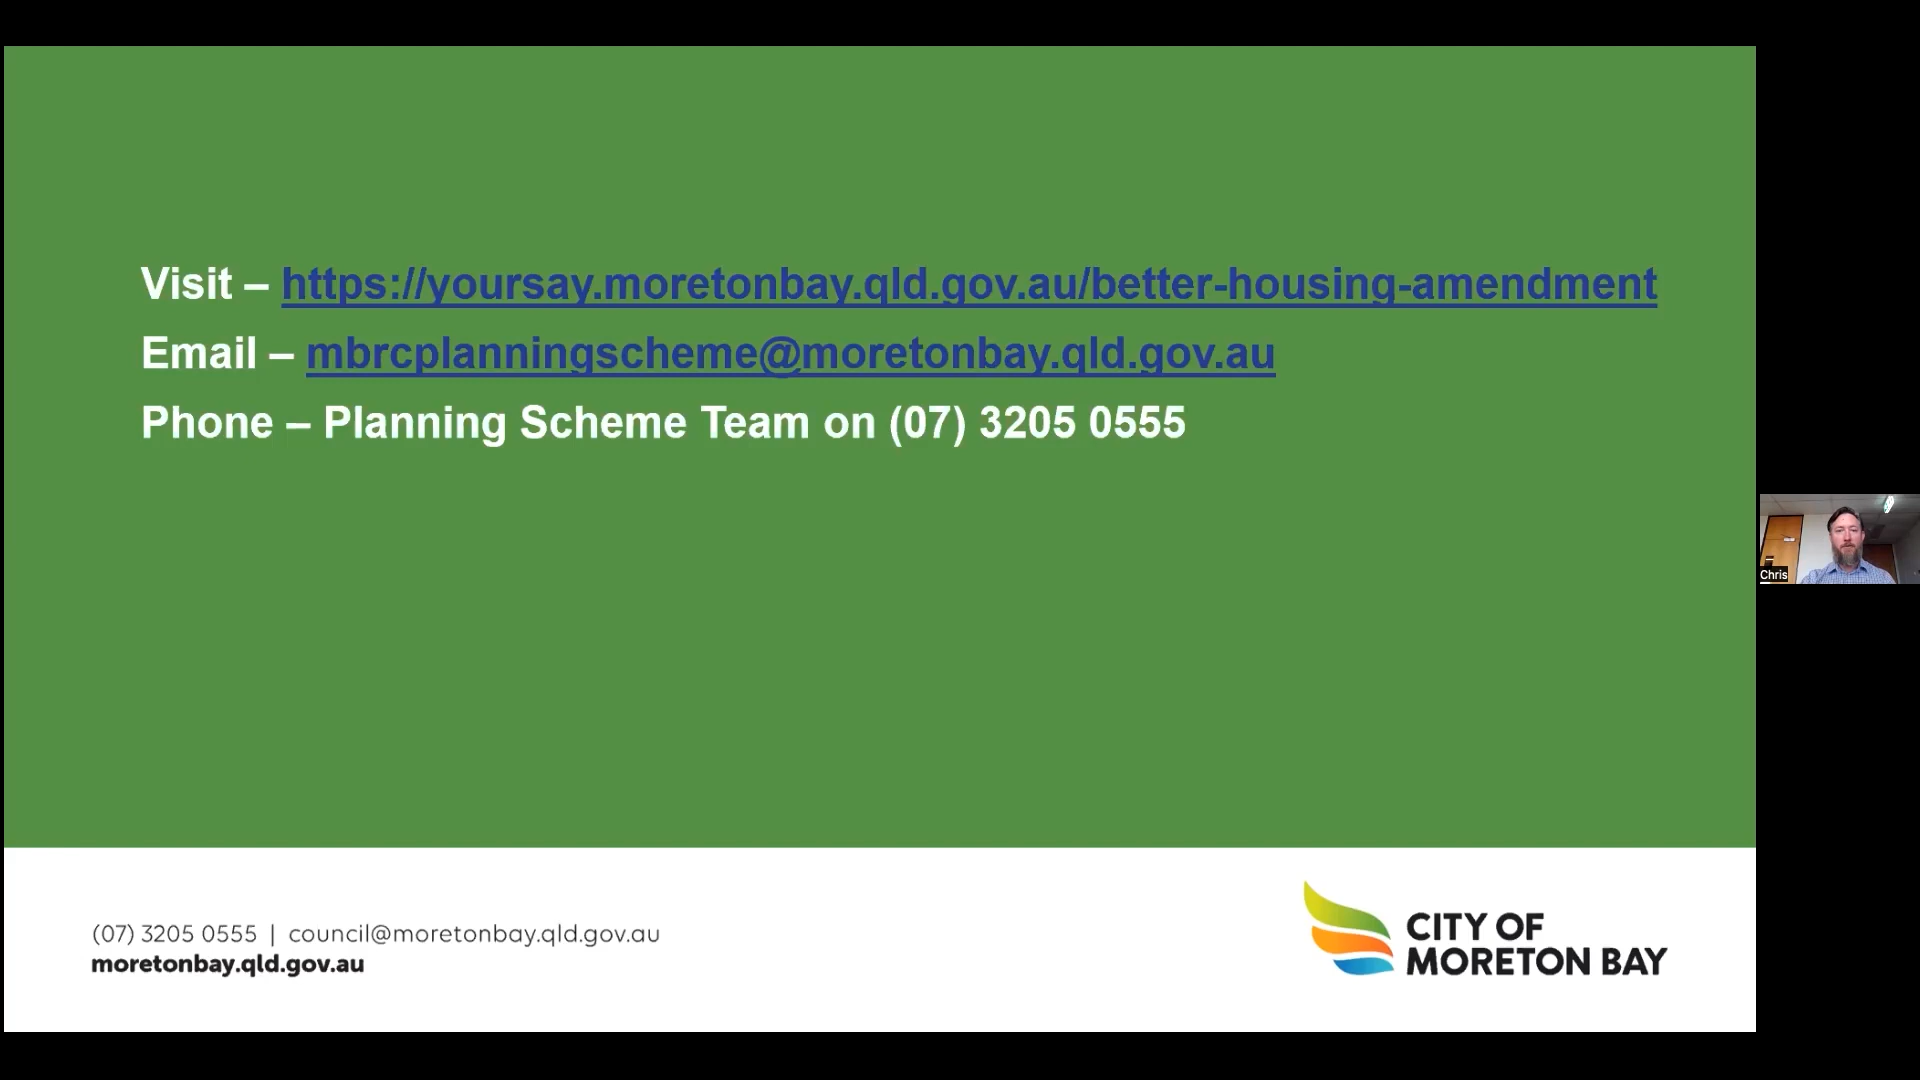 Visit – https://yoursay.moretonbay.qld.gov.au/better-housing-amendment
Email – mbrcplanningscheme@moretonbay.qld.gov.au
Phone – Planning Scheme Team on (07) 3205 0555
Chris
(07) 3205 0555 | council@moretonbay.qld.gov.au
moretonbay.qld.gov.au
CITY OF
MORETON BAY